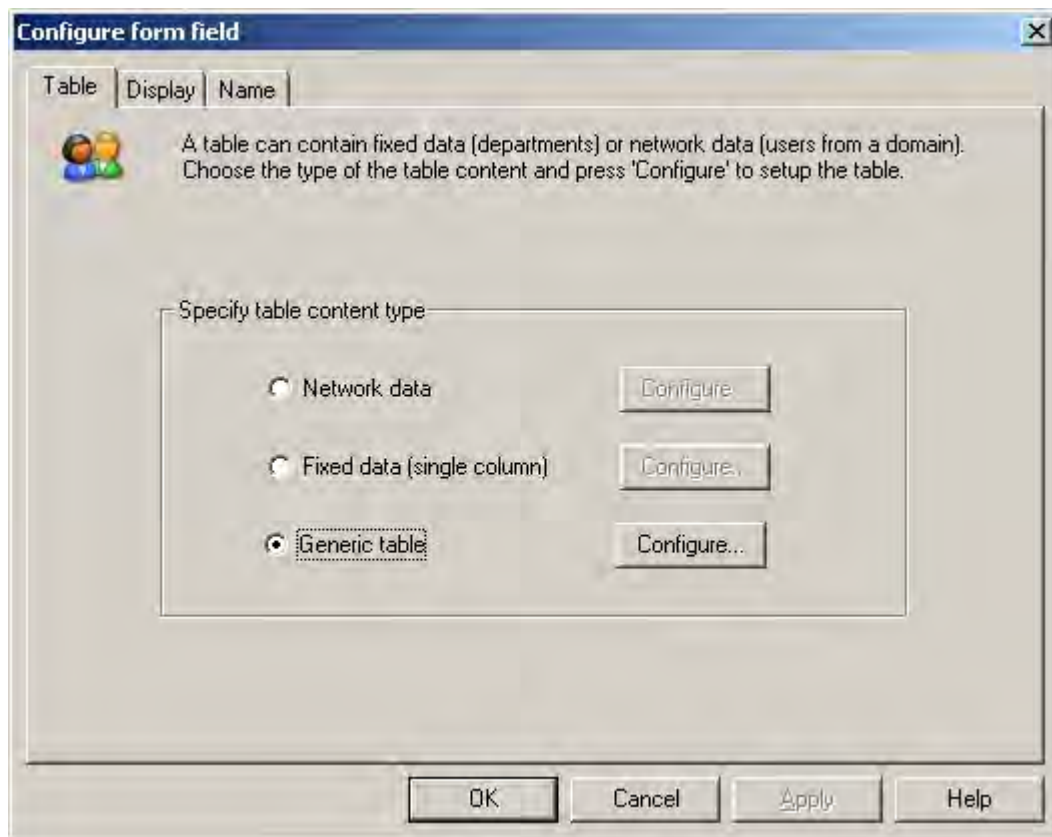 Configure form field
Table Display Name
A table can contain fixed data (departments) or network data (users from a domain).
Choose the type of the table content and press 'Configure' to setup the table.
Specify table content type
Network data Configure...
Fixed data (single column) Configure...
Generic table Configure...
OK Cancel Apply Help